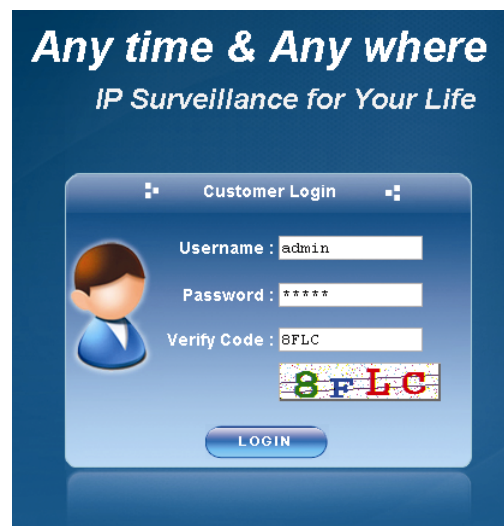 Any time & Any where
IP Surveillance for Your Life
Customer Login
Username : admin
Password : *****
Verify Code : 8FLC
8FLC
LOGIN